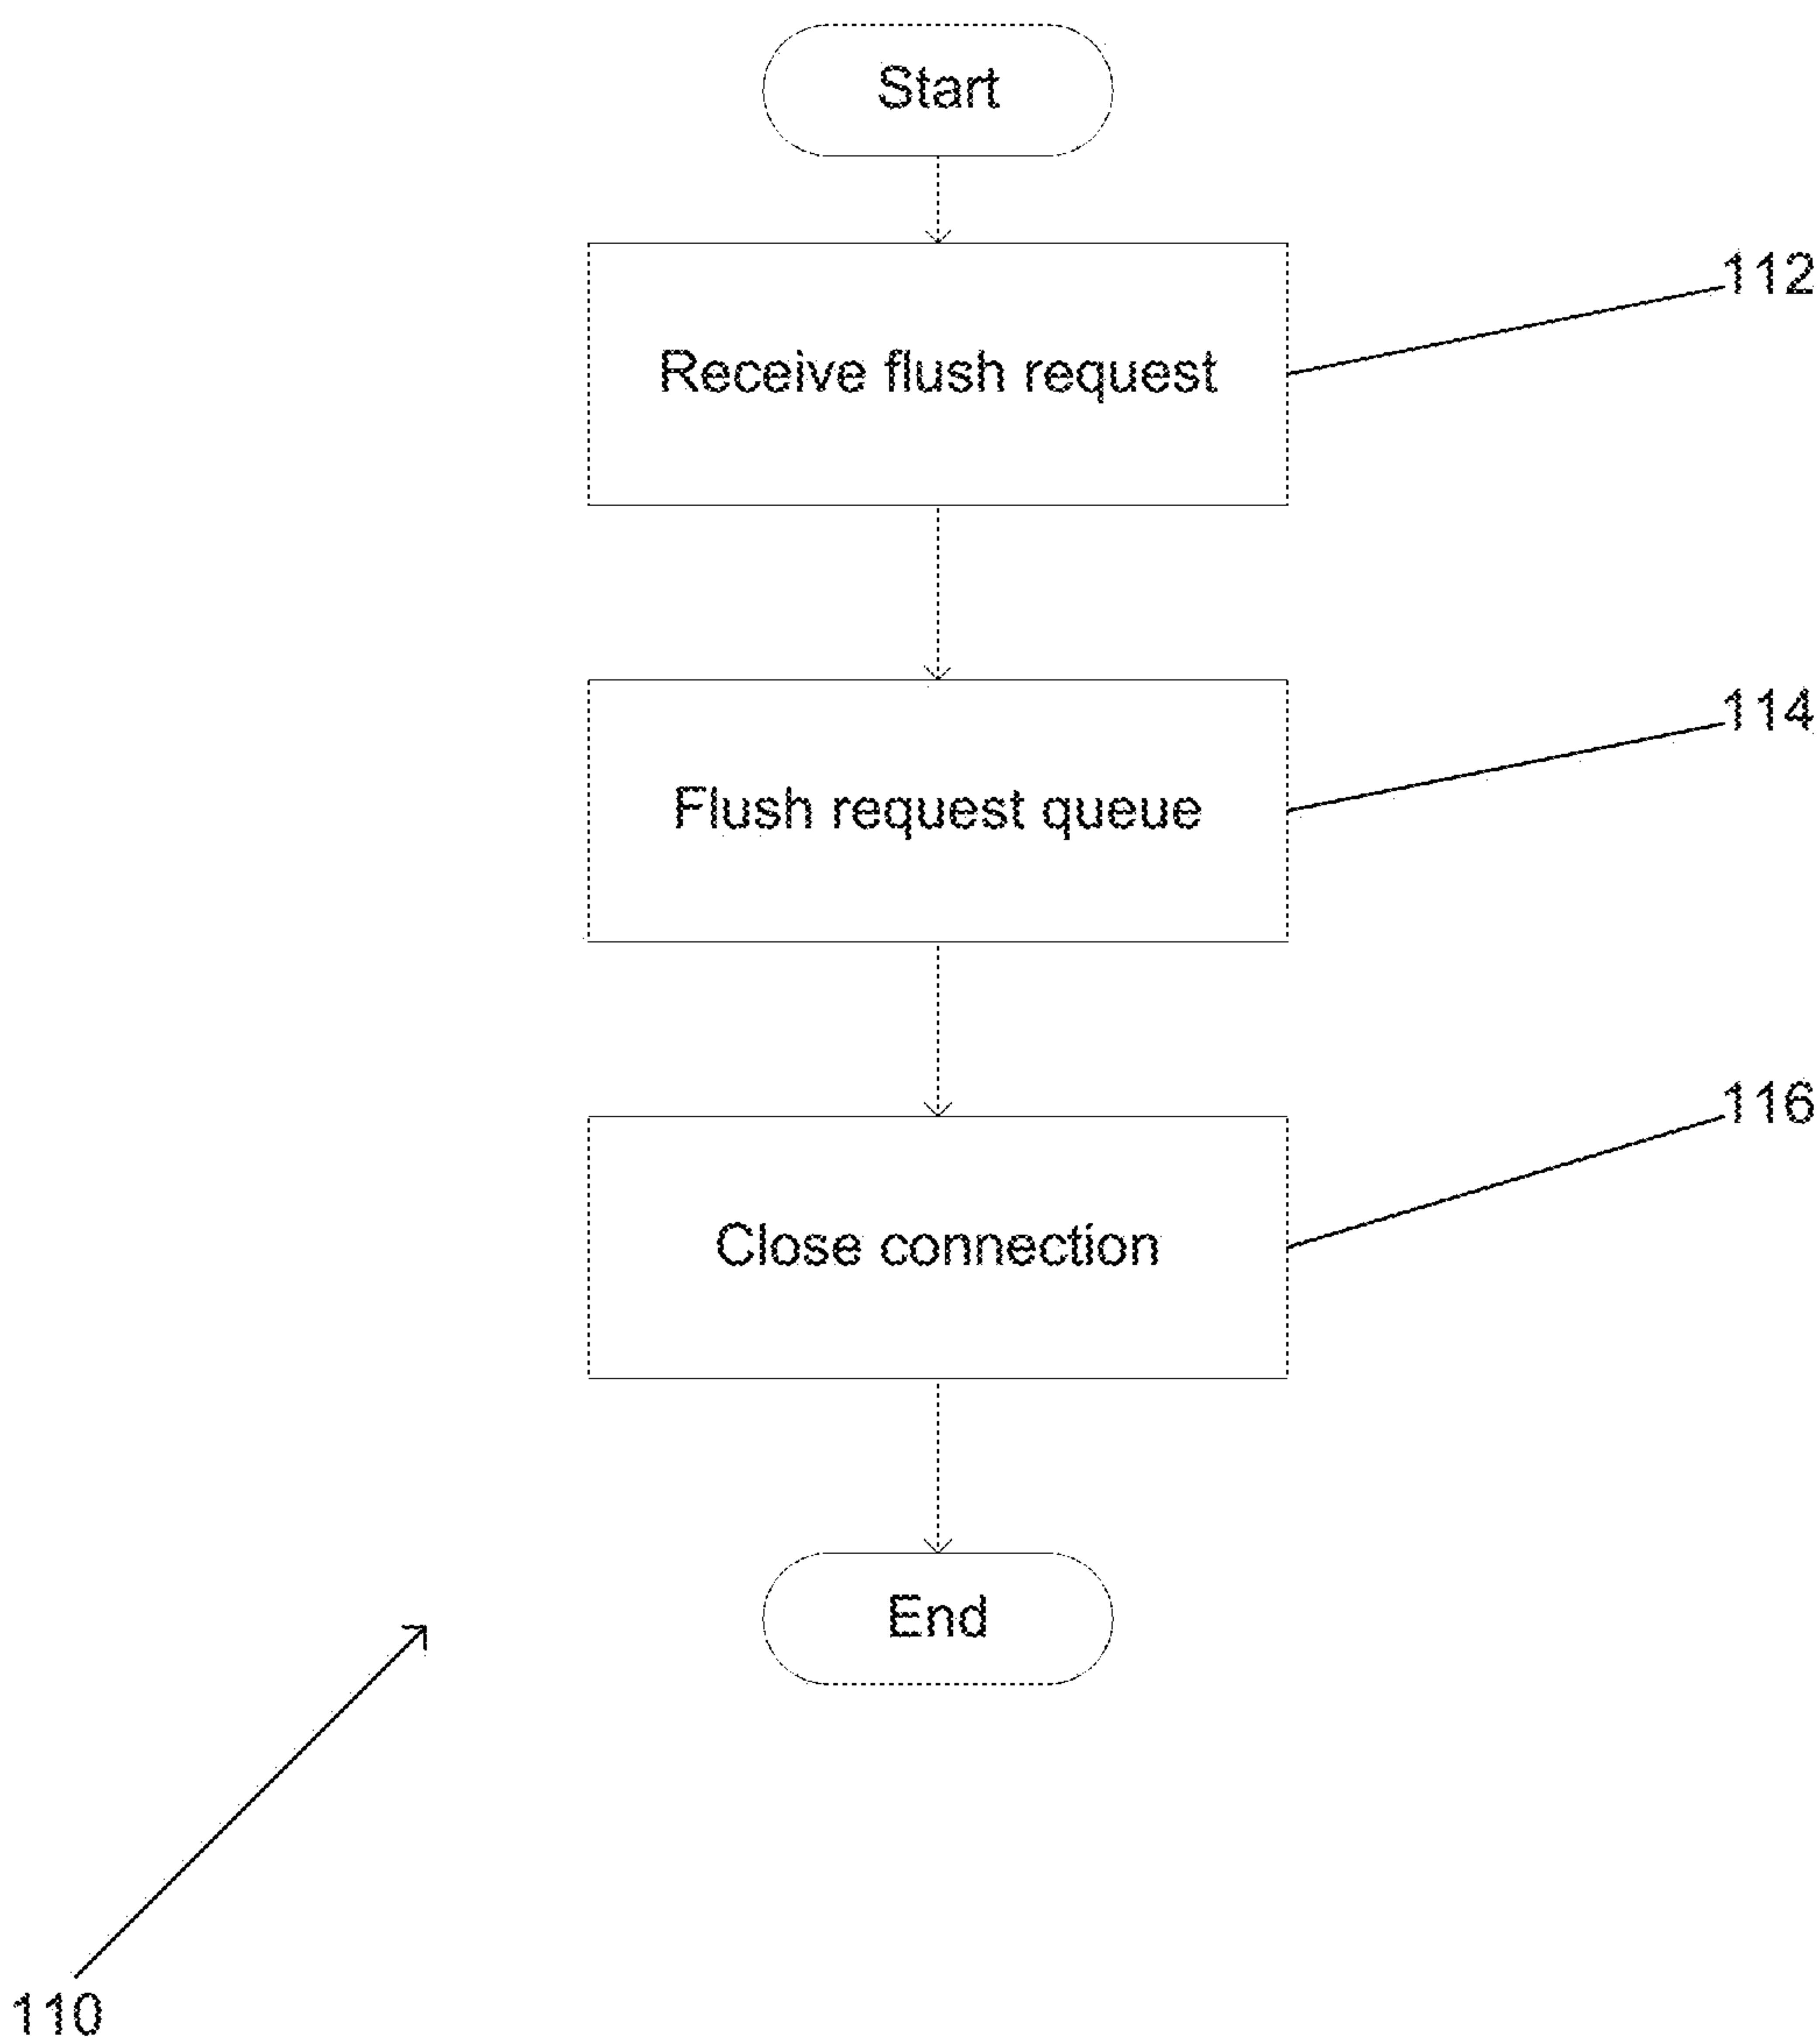 Start
112
Receive flush request
114
Flush request queue
116
Close connection
End
110